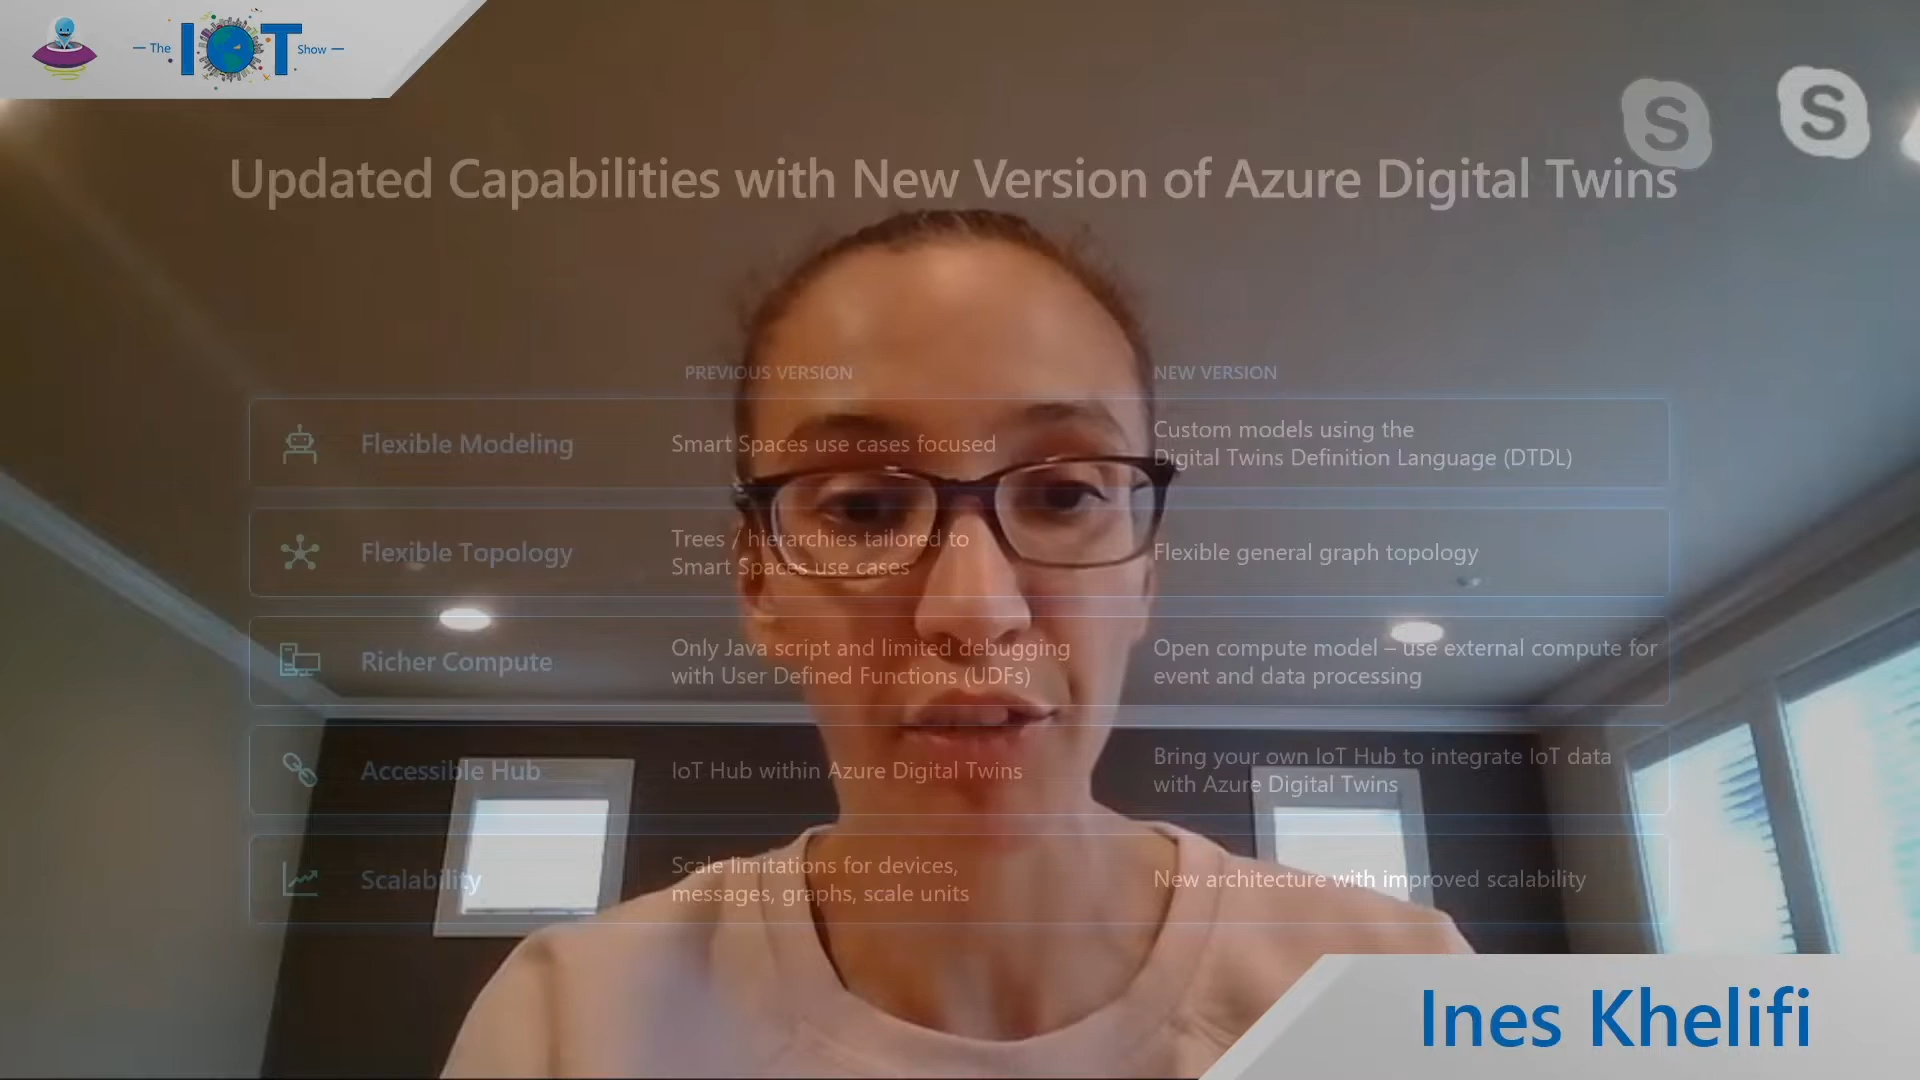 The IOT Show
S S
Updated Capabilities with New Version of Azure Digital Twins
PREVIOUS VERSION NEW VERSION
Flexible Modeling
Smart Spaces use cases focused
Custom models using the
Digital Twins Definition Language (DTDL)
Flexible Topology
Trees / hierarchies tailored to
Smart Spaces use cases
Flexible general graph topology
Richer Compute
Only Java script and limited debugging
with User Defined Functions (UDFs)
Open compute model – use external compute for
event and data processing
Accessible Hub
IoT Hub within Azure Digital Twins
Bring your own IoT Hub to integrate IoT data
with Azure Digital Twins
Scalability
Scale limitations for devices,
messages, graphs, scale units
New architecture with improved scalability
Ines Khelifi